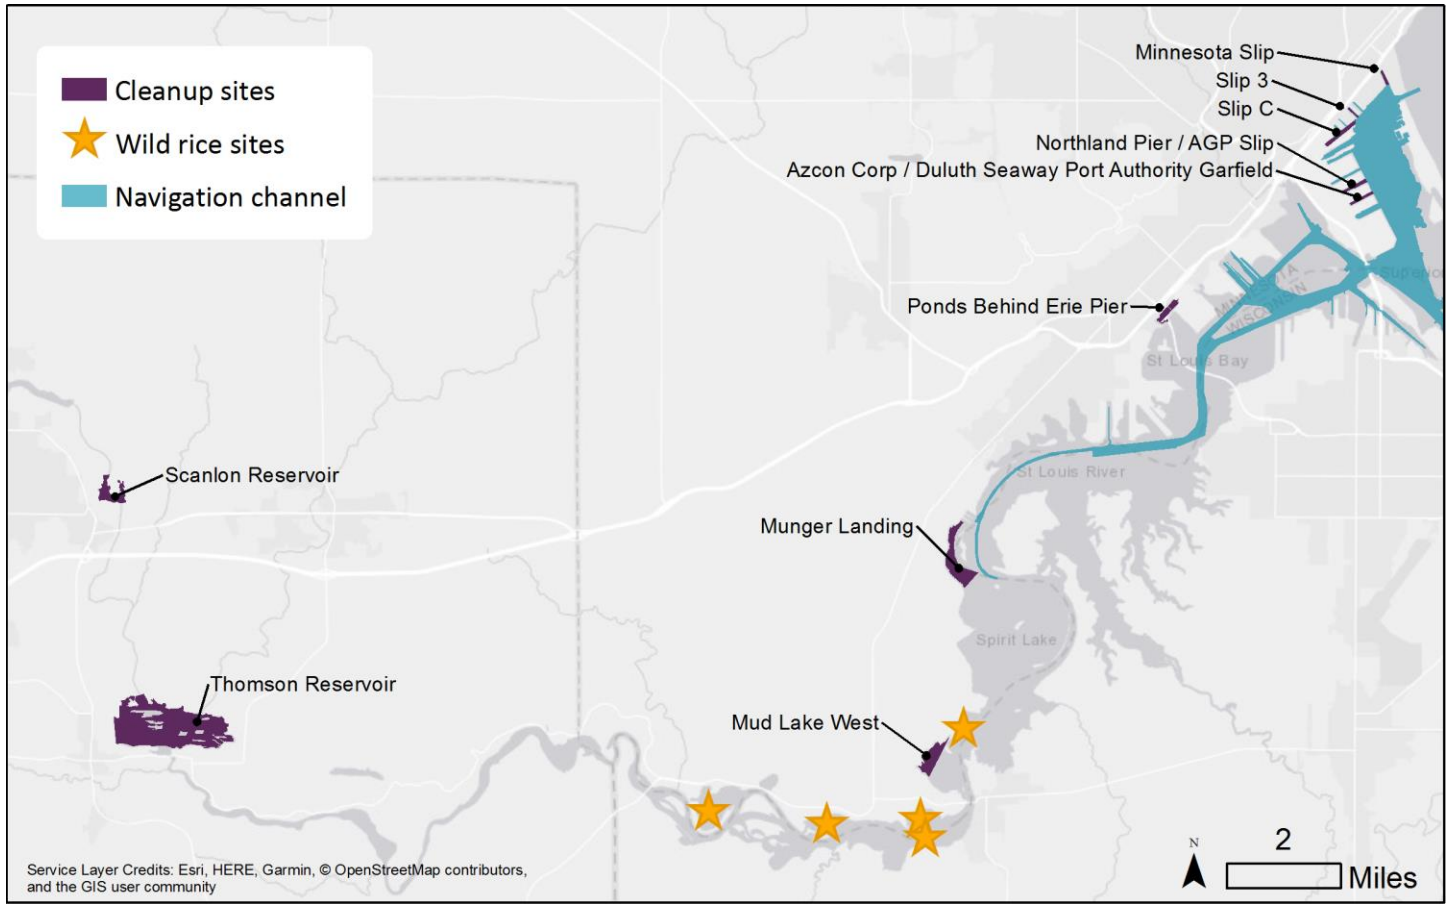 Cleanup sites
Wild rice sites
Navigation channel
Minnesota Slip
Slip 3
Slip C
Northland Pier / AGP Slip
Azcon Corp / Duluth Seaway Port Authority Garfield
Superior
MINNESOTA
WISCONSIN
Ponds Behind Erie Pier
St Louis Bay
Scanlon Reservoir
St Louis River
Munger Landing
Spirit Lake
Thomson Reservoir
Mud Lake West
N
2
Miles
Service Layer Credits: Esri, HERE, Garmin, © OpenStreetMap contributors,
and the GIS user community